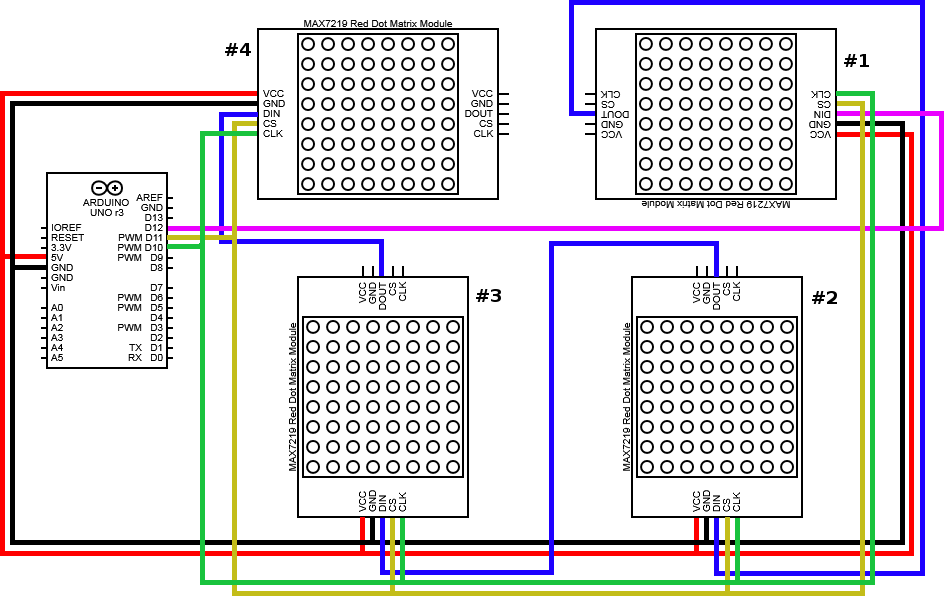 MAX7219 Red Dot Matrix Module
#4
VCC
GND
DIN
CS
CLK
VCC
GND
DOUT
CS
CLK
#1
CLK
CS
DOUT
GND
VCC
CLK
CS
DIN
GND
VCC
MAX7219 Red Dot Matrix Module
ARDUINO
UNO r3
IOREF
RESET
3.3V
5V
GND
GND
Vin
A0
A1
A2
A3
A4
A5
AREF
GND
D13
D12
PWM D11
PWM D10
PWM D9
D8
D7
PWM D6
PWM D5
D4
PWM D3
D2
TX D1
RX D0
#3
VCC
GND
DOUT
CS
CLK
MAX7219 Red Dot Matrix Module
VCC
GND
DIN
CS
CLK
#2
VCC
GND
DOUT
CS
CLK
MAX7219 Red Dot Matrix Module
VCC
GND
DIN
CS
CLK